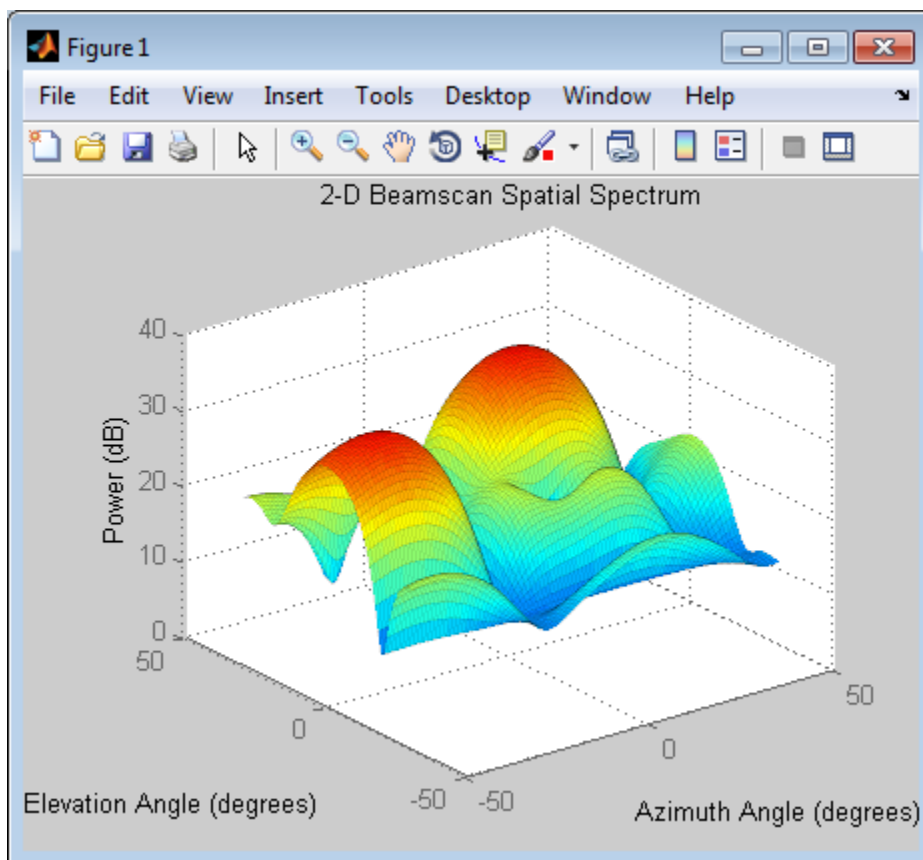 Figure 1
File Edit View Insert Tools Desktop Window Help
2-D Beamscan Spatial Spectrum
40
30
20
10
0
Power (dB)
50
0
-50
Elevation Angle (degrees)
-50
0
50
Azimuth Angle (degrees)